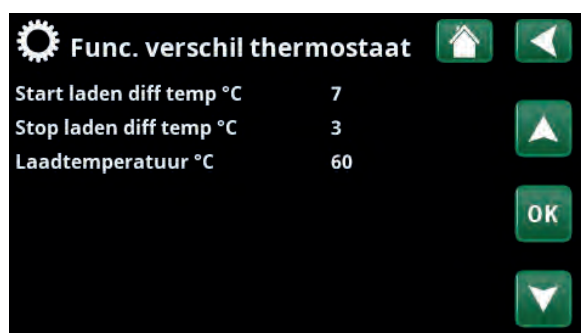 Func. verschil thermostaat
Start laden diff temp °C 7
Stop laden diff temp °C 3
Laadtemperatuur °C 60
OK